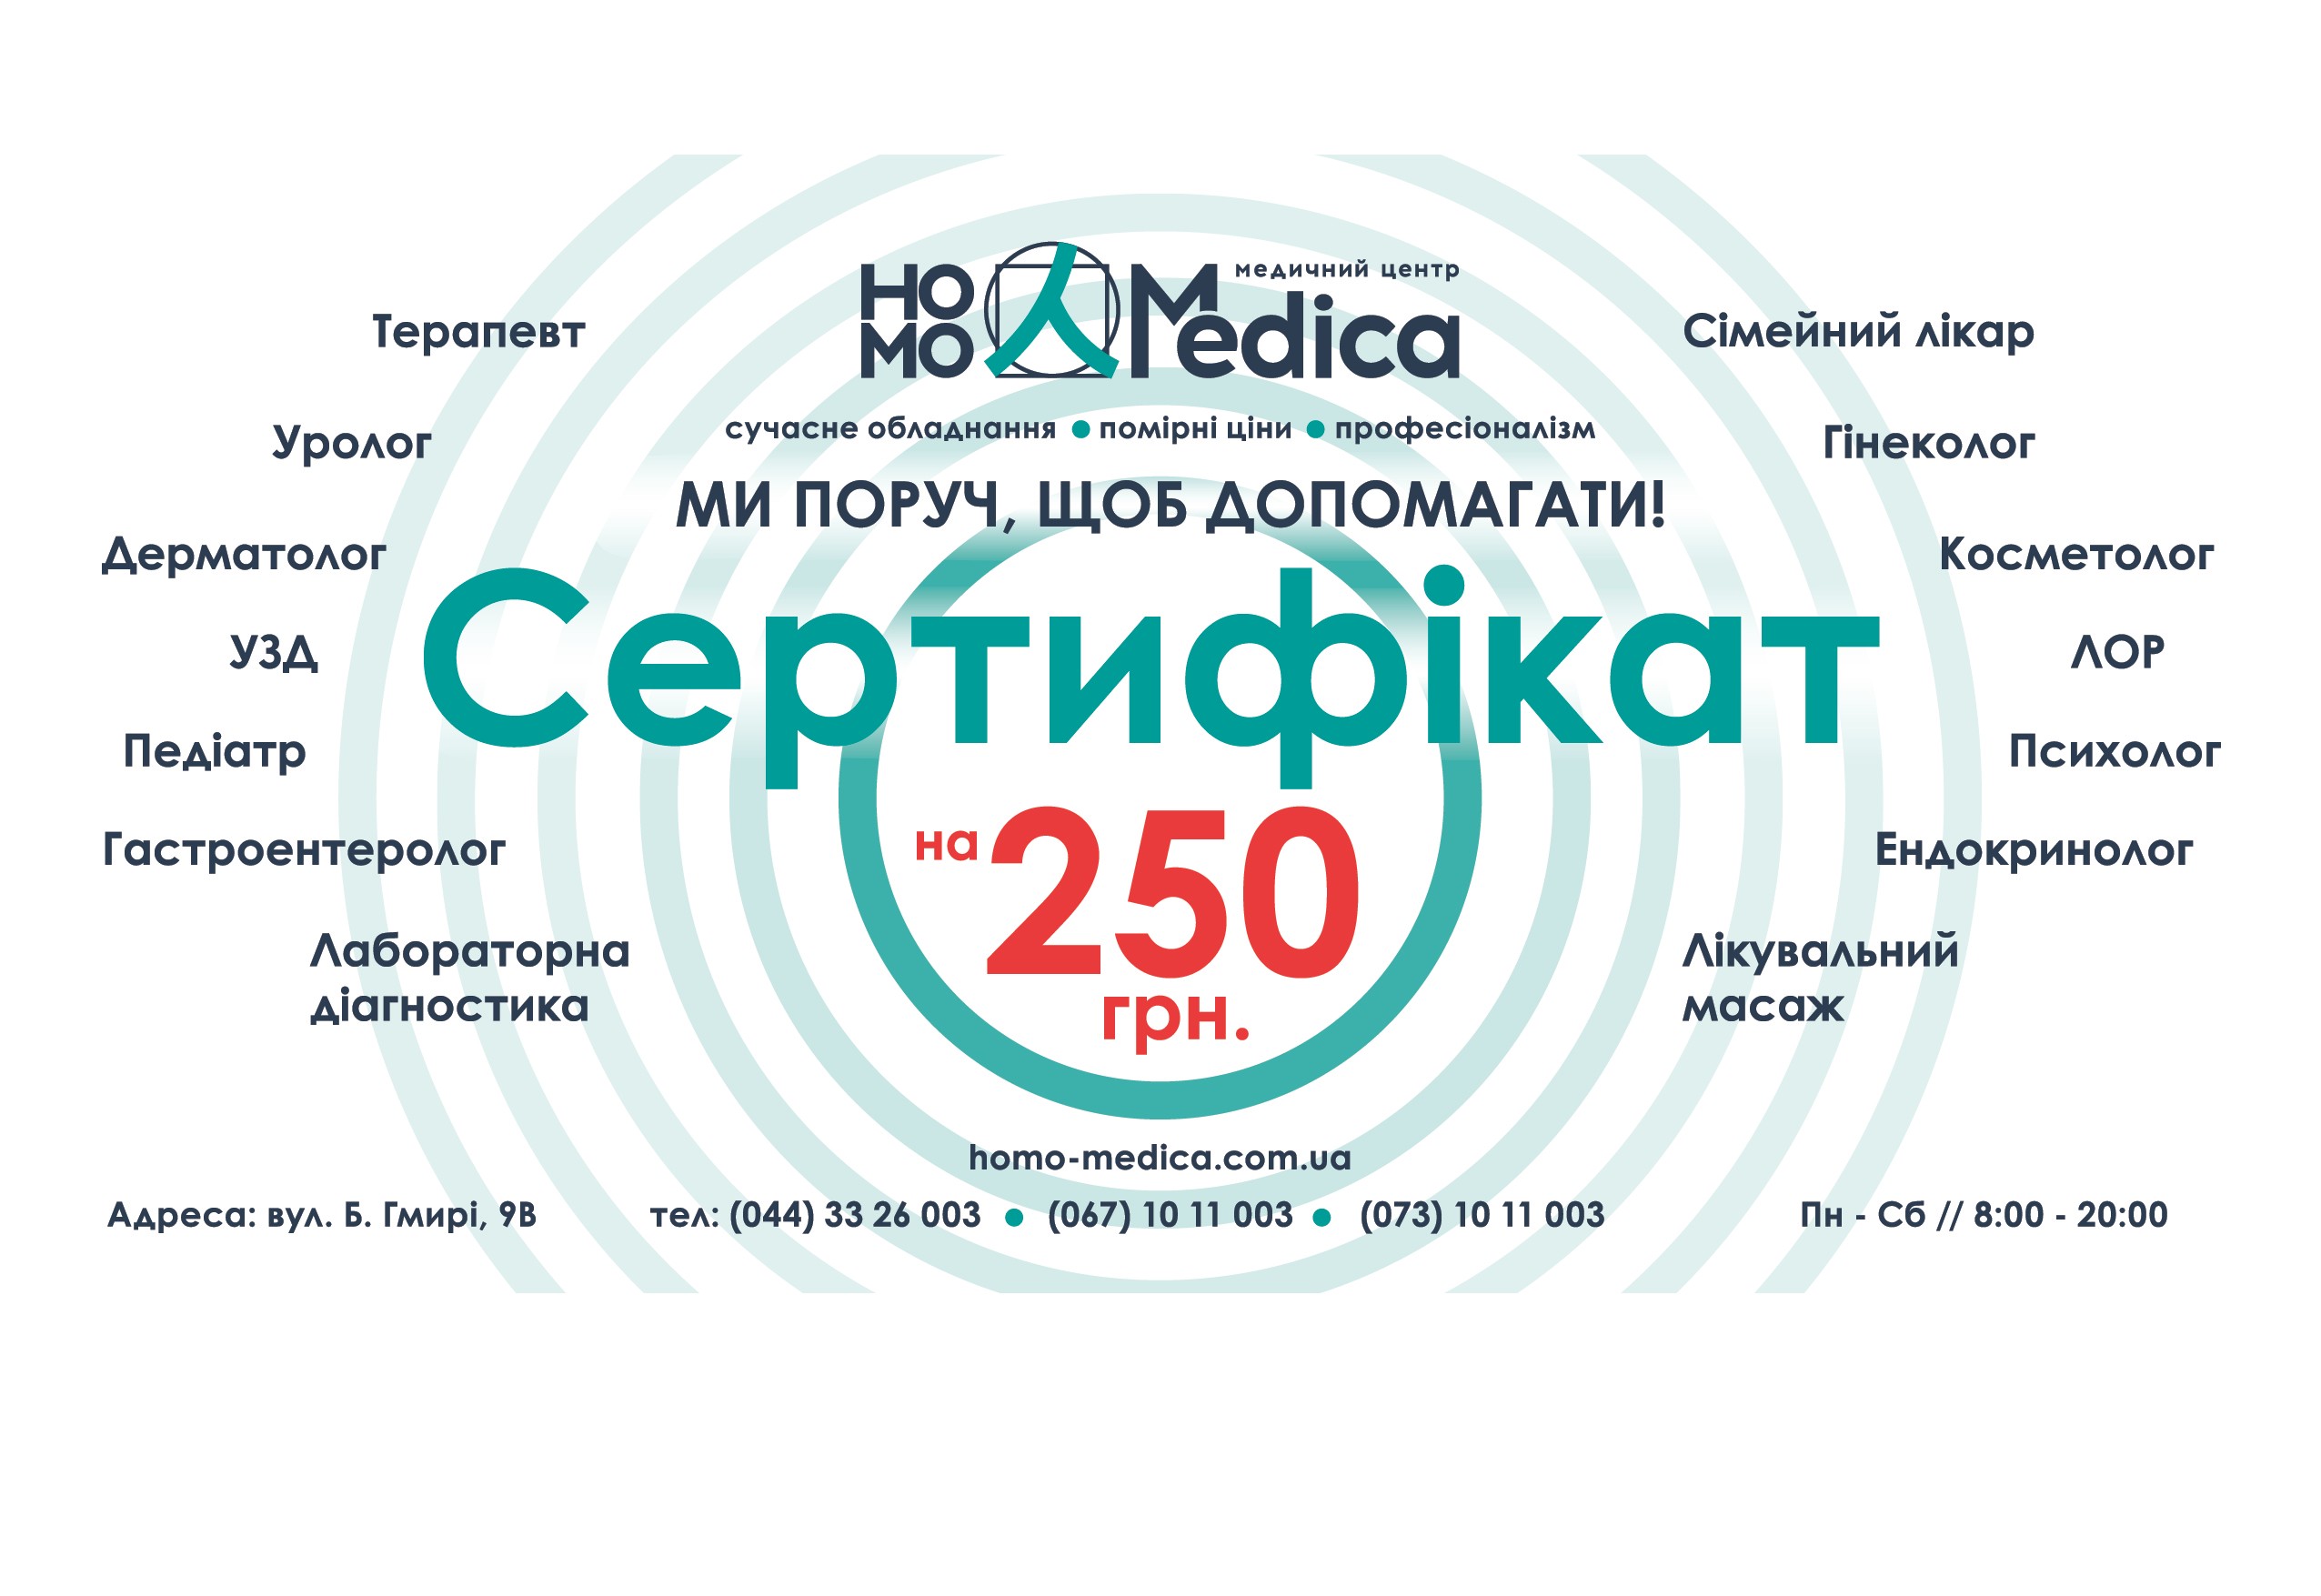 HO
MO
медичний центр
Medica
сучасне обладнання • помірні ціни • професіоналізм
МИ ПОРУЧ, ЩОБ ДОПОМАГАТИ!
Сертифікат
на 250
грн.
Терапевт
Уролог
Дерматолог
УЗД
Педіатр
Гастроентеролог
Лабораторна
діагностика
Сімейний лікар
Гінеколог
Косметолог
ЛОР
Психолог
Ендокринолог
Лікувальний
масаж
homo-medica.com.ua
Адреса: вул. Б. Гмирі, 9В
тел: (044) 33 26 003 • (067) 10 11 003 • (073) 10 11 003
Пн - Сб // 8:00 - 20:00